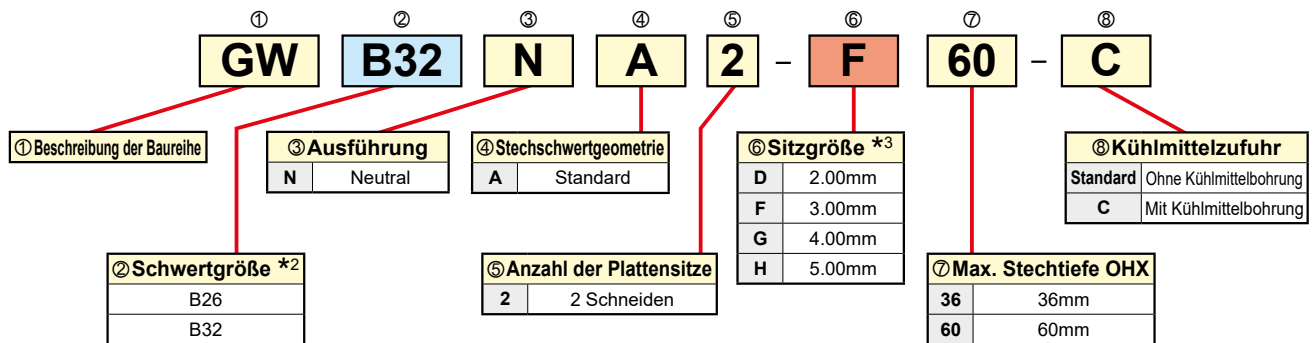 ① ② ③ ④ ⑤ ⑥ ⑦ ⑧
GW B32 N A 2 – F 60 – C
①Beschreibung der Baureihe
③Ausführung
N Neutral
④Stechschwertgeometrie
A Standard
⑥Sitzgröße *3
D 2.00mm
F 3.00mm
G 4.00mm
H 5.00mm
⑧Kühlmittelzufuhr
Standard Ohne Kühlmittelbohrung
C Mit Kühlmittelbohrung
②Schwertgröße *2
B26
B32
⑤Anzahl der Plattensitze
2 2 Schneiden
⑦Max. Stechtiefe OHX
36 36mm
60 60mm